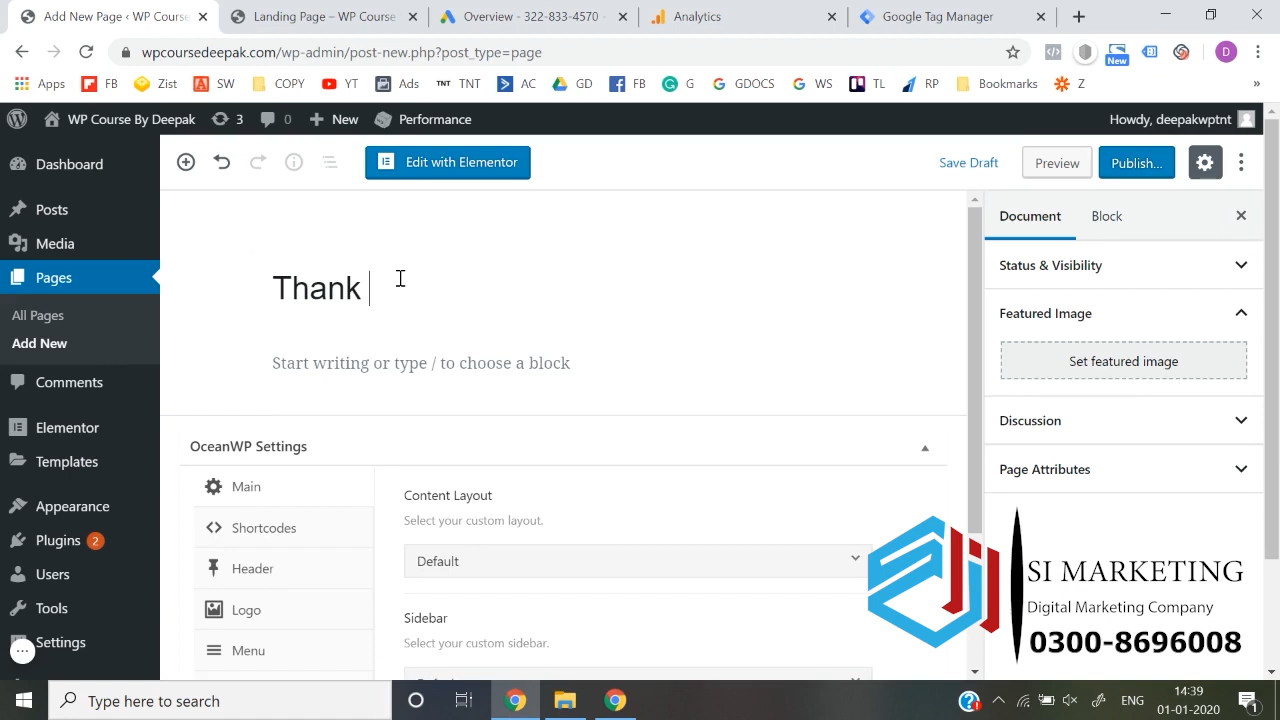 Add New Page ‹ WP Course B
Landing Page – WP Course
Overview - 322-833-4570 -
Analytics
Google Tag Manager
wpcoursedeepak.com/wp-admin/post-new.php?post_type=page
New
D
Apps FB Zist SW COPY YT Ads TNT TNT AC GD FB G GDOCS WS TL RP Bookmarks Z »
WP Course By Deepak 3 0 New Performance Howdy, deepakwptnt
Dashboard
Posts
Media
Pages
All Pages
Add New
Comments
Elementor
Templates
Appearance
Plugins 2
Users
Tools
Settings
Edit with Elementor
Save Draft Preview Publish...
Thank
Start writing or type / to choose a block
OceanWP Settings
Main
Shortcodes
Header
Logo
Menu
Content Layout
Select your custom layout.
Default
Sidebar
Select your custom sidebar.
Document Block
Status & Visibility
Featured Image
Set featured image
Discussion
Page Attributes
SI MARKETING
Digital Marketing Company
0300-8696008
Type here to search
ENG
14:39
01-01-2020
1